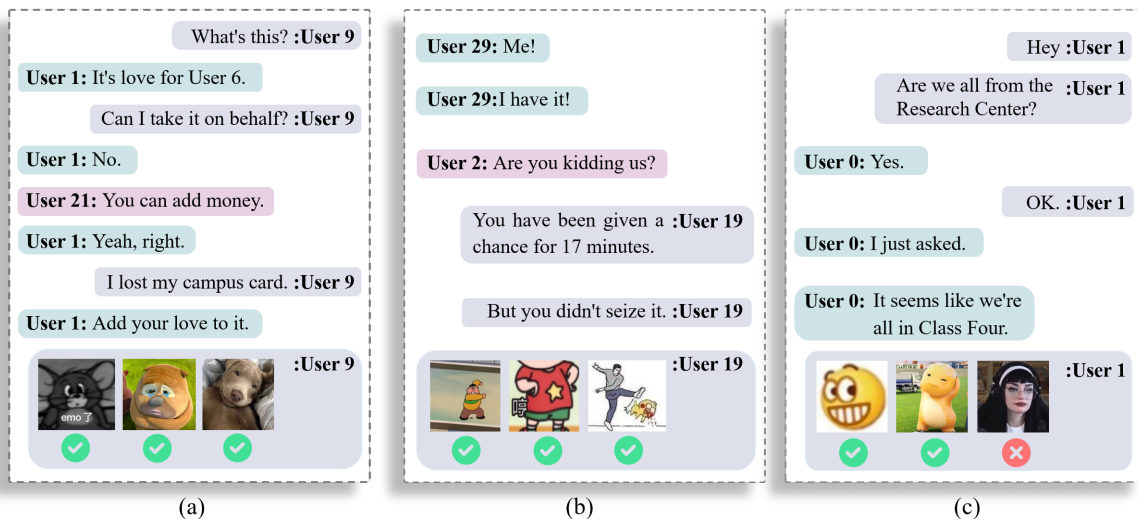 What's this? :User 9
User 1: It's love for User 6.
Can I take it on behalf? :User 9
User 1: No.
User 21: You can add money.
User 1: Yeah, right.
I lost my campus card. :User 9
User 1: Add your love to it.
:User 9
emo 了
(a)
User 29: Me!
User 29:I have it!
User 2: Are you kidding us?
You have been given a :User 19
chance for 17 minutes.
But you didn't seize it. :User 19
:User 19
哼
(b)
Hey :User 1
Are we all from the :User 1
Research Center?
User 0: Yes.
OK. :User 1
User 0: I just asked.
User 0: It seems like we're
all in Class Four.
:User 1
(c)